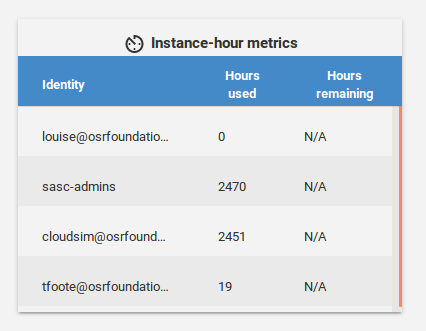 Instance-hour metrics
Identity Hours used Hours remaining
louise@osrfoundatio... 0 N/A
sasc-admins 2470 N/A
cloudsim@osrfound... 2451 N/A
tfoote@osrfoundatio... 19 N/A